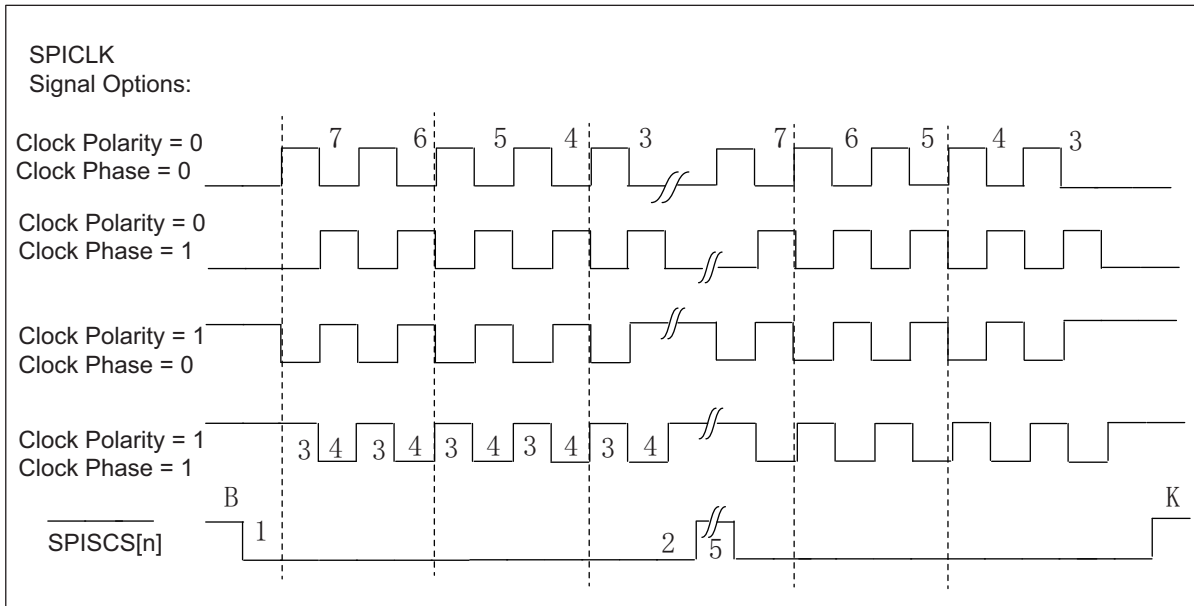 SPICLK
Signal Options:
Clock Polarity = 0
Clock Phase = 0
7 6 5 4 3 7 6 5 4 3
Clock Polarity = 0
Clock Phase = 1
Clock Polarity = 1
Clock Phase = 0
Clock Polarity = 1
Clock Phase = 1
3 4 3 4 3 4 3 4 3 4
B K
SPISCS[n]
1 2 5